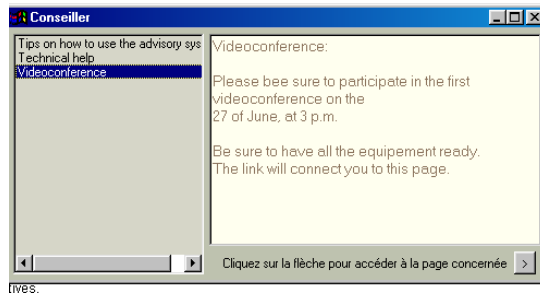 Conseiller
Tips on how to use the advisory sys
Technical help
Videoconference
Videoconference:
Please bee sure to participate in the first
videoconference on the
27 of June, at 3 p.m.
Be sure to have all the equipement ready.
The link will connect you to this page.
Cliquez sur la flèche pour accéder à la page concernée >
tives.